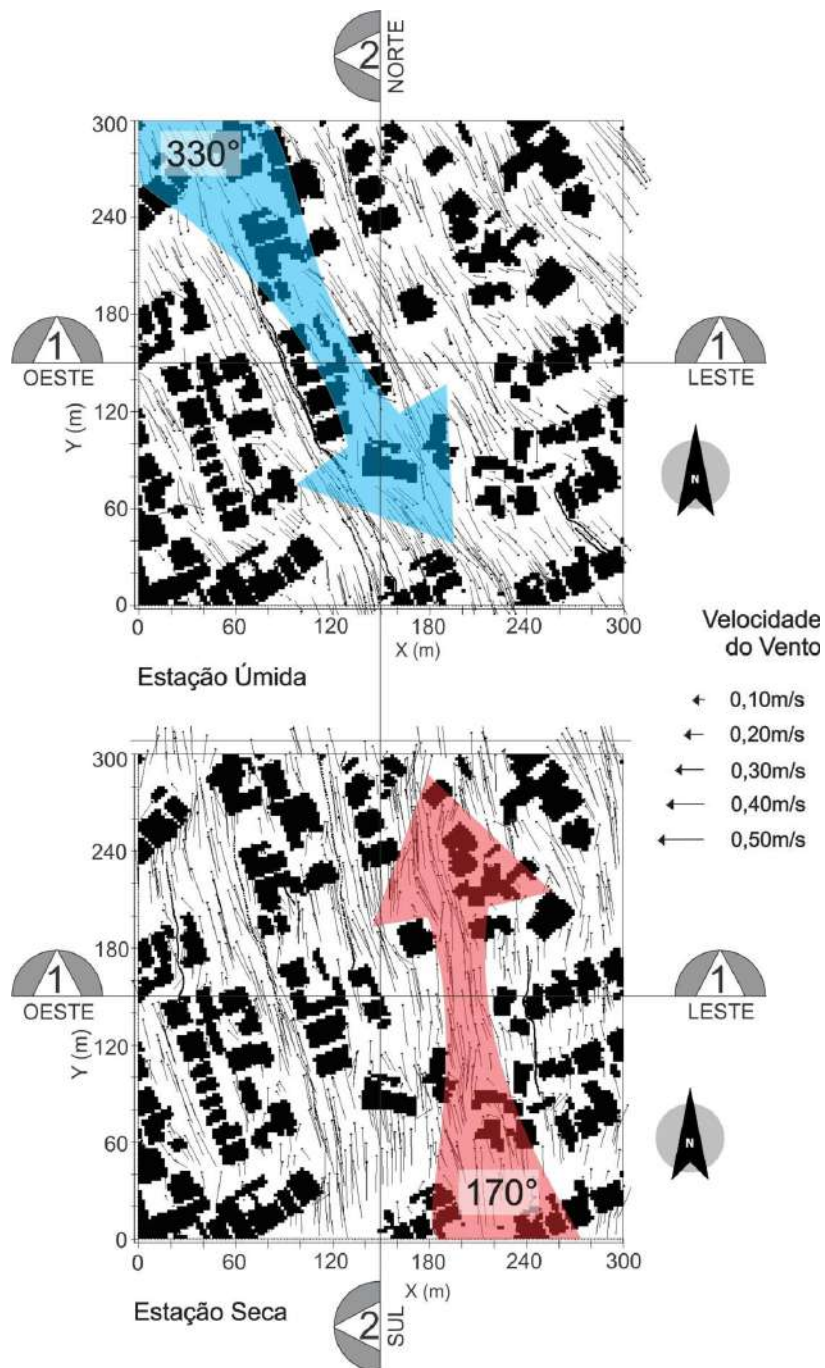 2
NORTE
300
330°
240
180
1
OESTE
1
LESTE
120
Y (m)
N
60
0
0
60
120
180
240
300
X (m)
Estação Úmida
Velocidade
do Vento
0,10m/s
0,20m/s
0,30m/s
0,40m/s
0,50m/s
300
240
180
1
OESTE
1
LESTE
120
Y (m)
N
60
170°
0
0
60
120
180
240
300
X (m)
Estação Seca
2
SUL